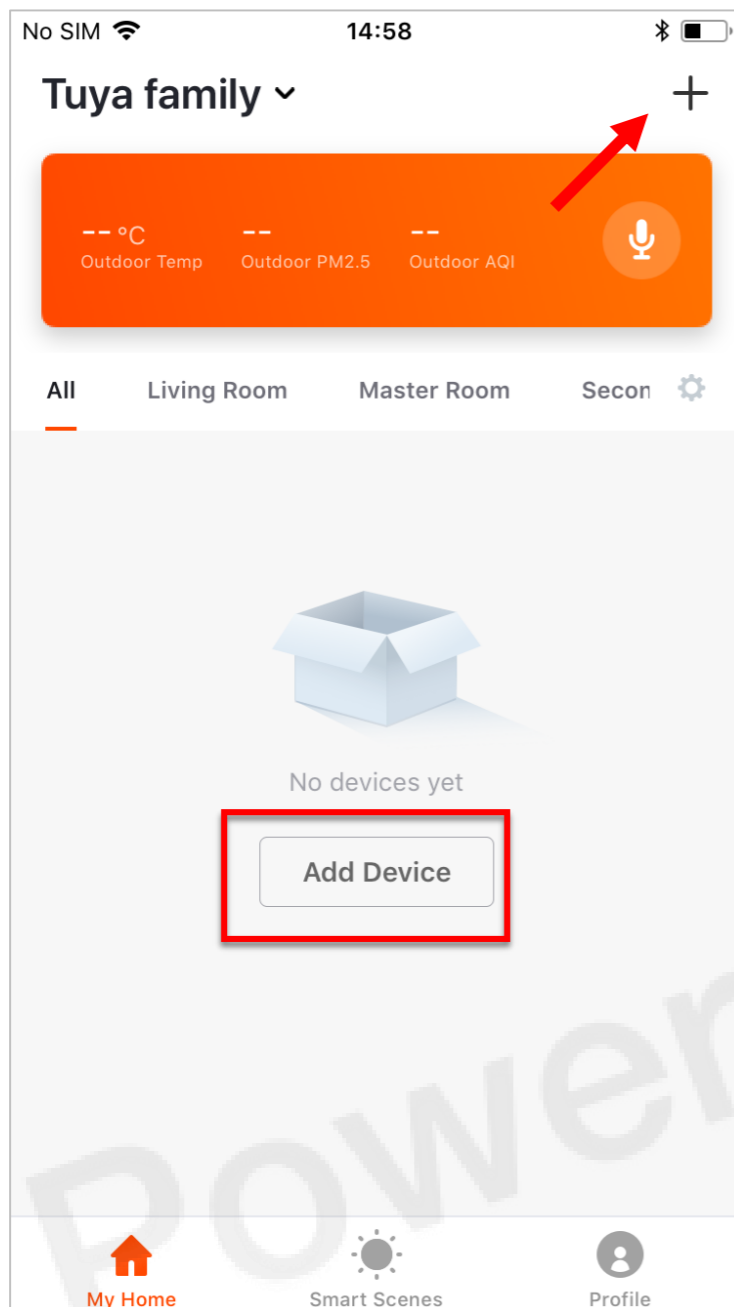 No SIM 14:58
Tuya family
-- °C -- --
Outdoor Temp Outdoor PM2.5 Outdoor AQI
All Living Room Master Room Secon
No devices yet
Add Device
Power
My Home Smart Scenes Profile